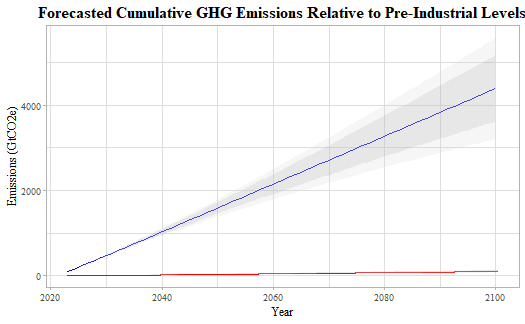 Forecasted Cumulative GHG Emissions Relative to Pre-Industrial Levels
Emissions (GtCO2e)
4000
2000
0
2020
2040
2060
2080
2100
Year